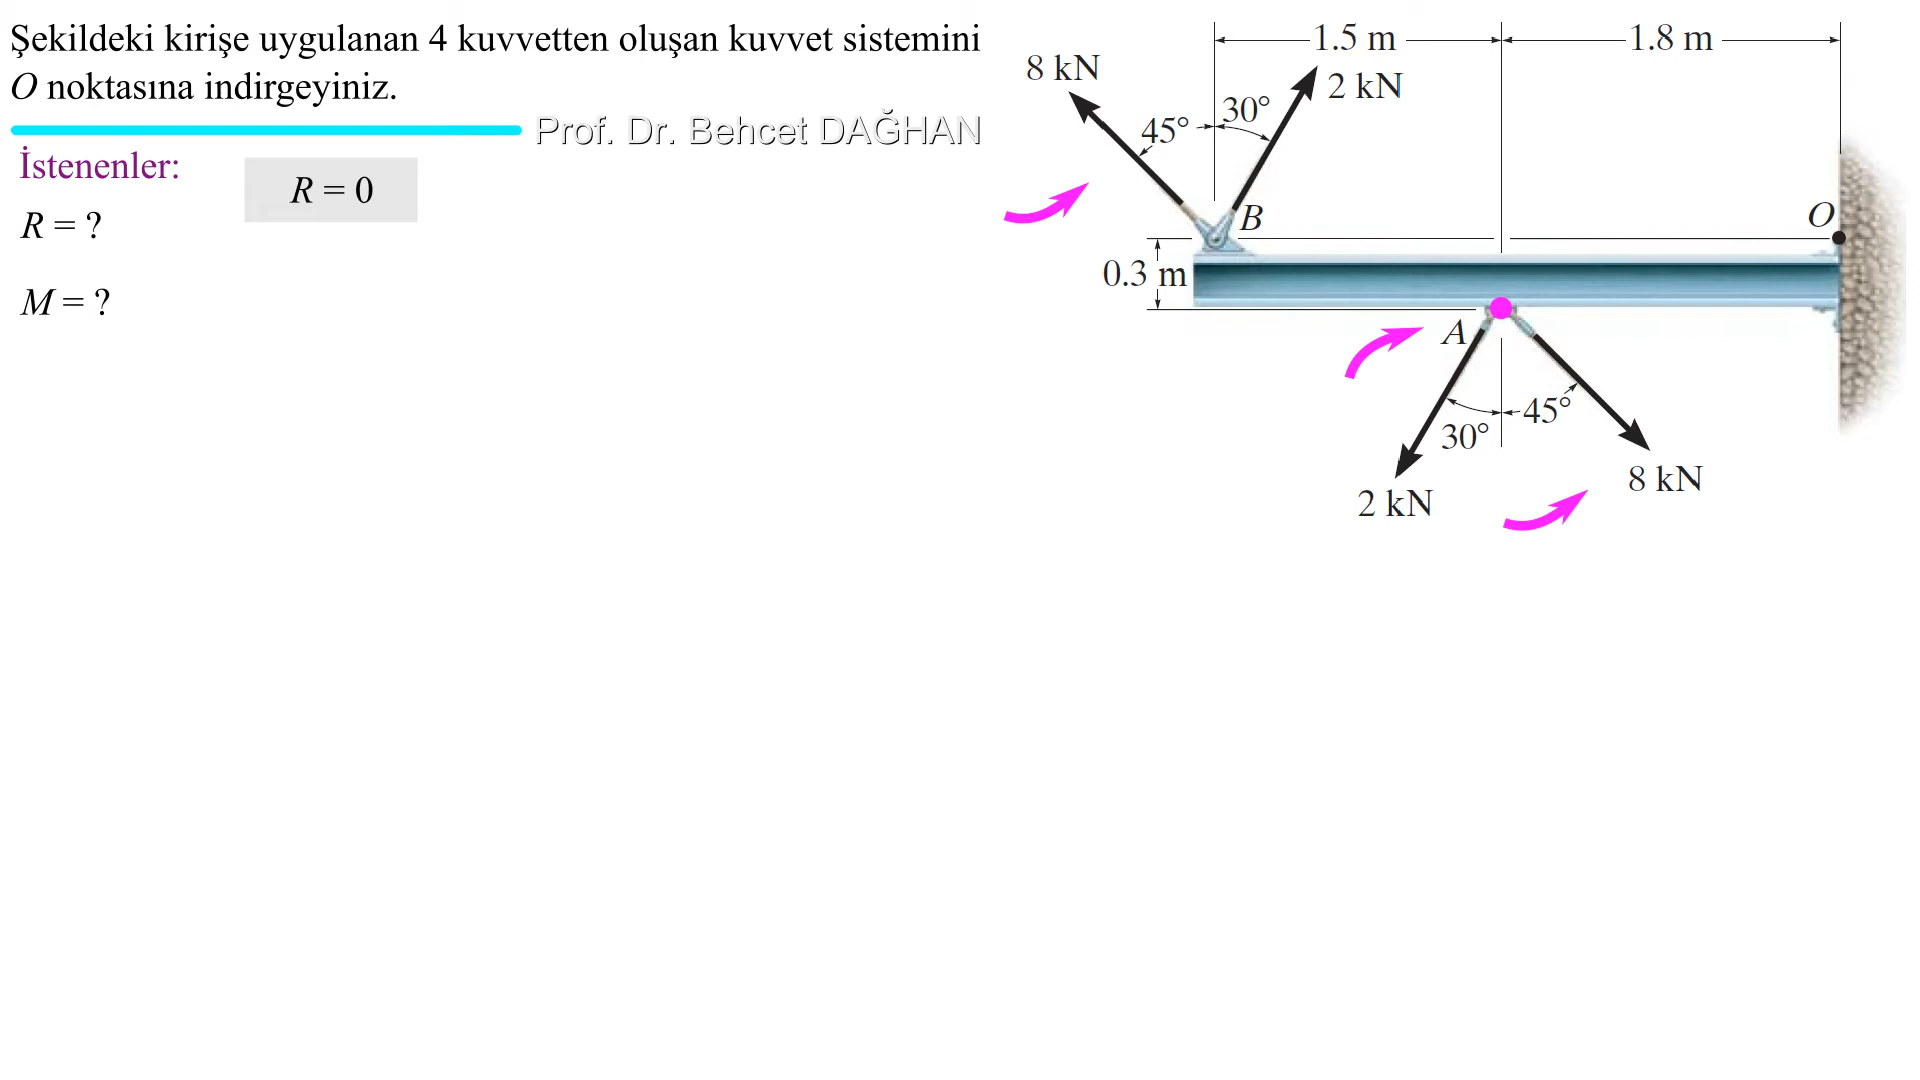 Şekildeki kirişe uygulanan 4 kuvvetten oluşan kuvvet sistemini
O noktasına indirgeyiniz.
Prof. Dr. Behcet DAĞHAN
İstenenler:
R = 0
R = ?
M = ?
1.5 m
1.8 m
8 kN
2 kN
30°
45°
B
O
0.3 m
A
45°
30°
8 kN
2 kN